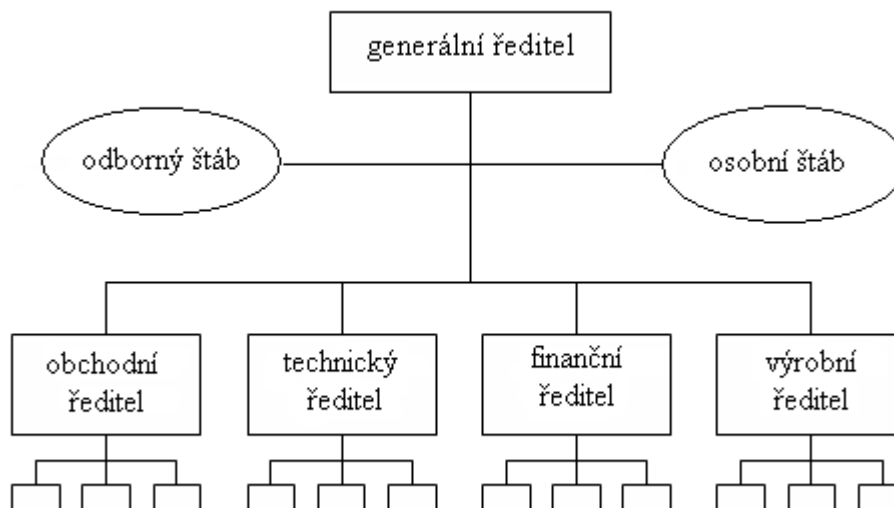 generální ředitel
odborný štáb
osobní štáb
obchodní
ředitel
technický
ředitel
finanční
ředitel
výrobní
ředitel